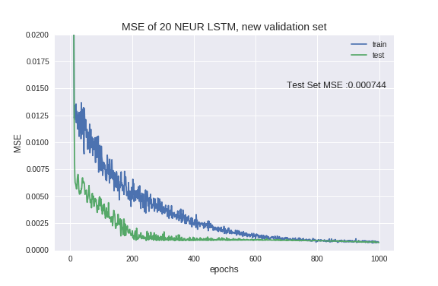 MSE of 20 NEUR LSTM, new validation set
0.0200
train
test
0.0175
0.0150
Test Set MSE :0.000744
0.0125
MSE
0.0100
0.0075
0.0050
0.0025
0.0000
0 200 400 600 800 1000
epochs